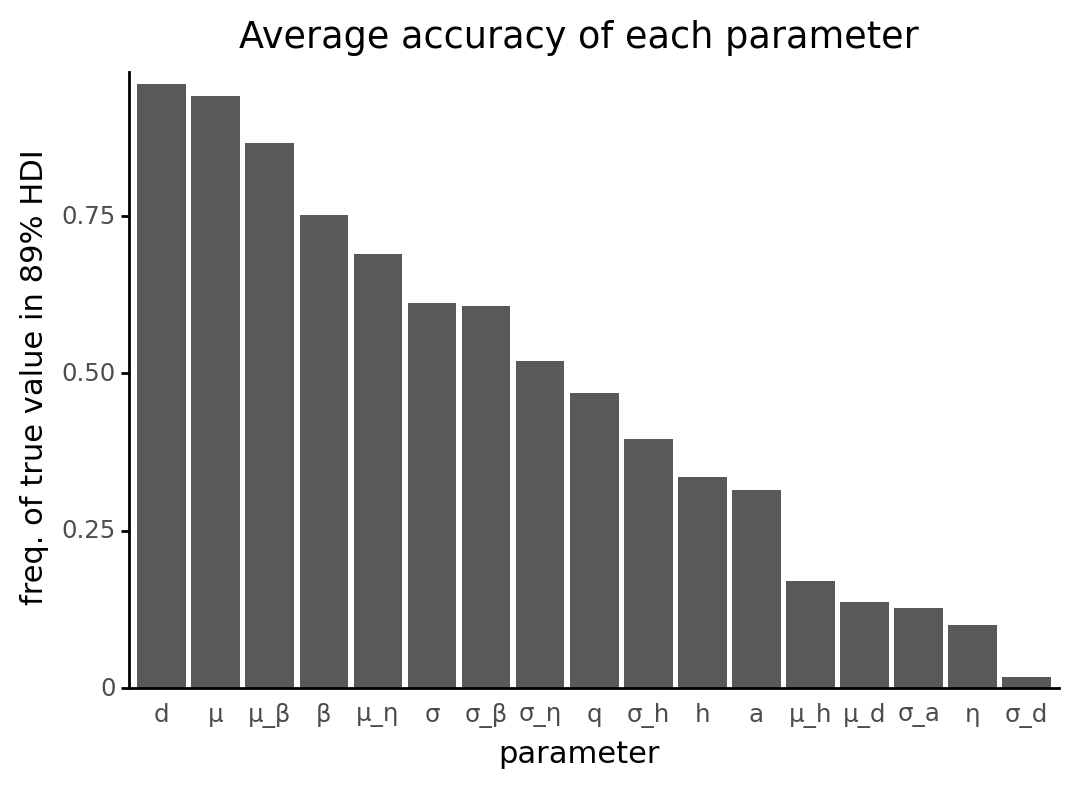 Average accuracy of each parameter
freq. of true value in 89% HDI
0.75
0.50
0.25
0
d μ μ_β β μ_η σ σ_β σ_η q σ_h h a μ_h μ_d σ_a η σ_d
parameter